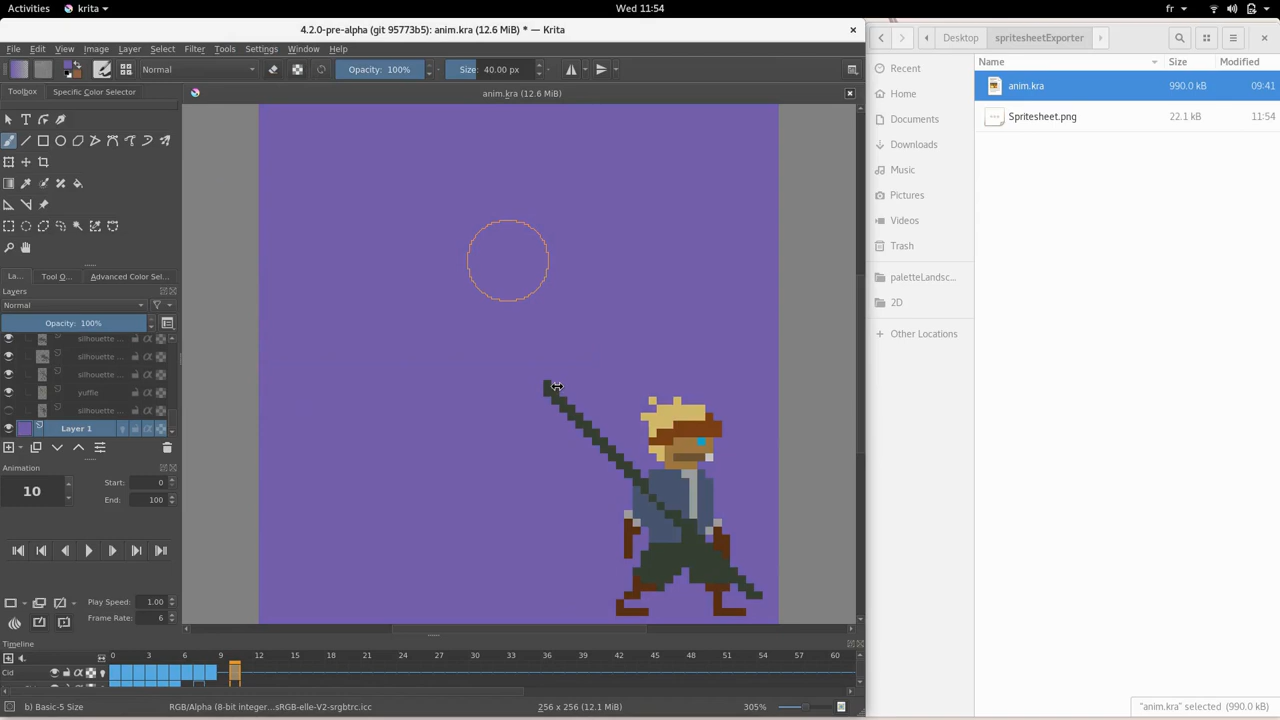 Activities krita Wed 11:54 fr
4.2.0-pre-alpha (git 95773b5): anim.kra (12.6 MiB) * — Krita
File Edit View Image Layer Select Filter Tools Settings Window Help
Normal Opacity: 100% Size: 40.00 px
ToolBox Specific Color Selector
anim.kra (12.6 MiB)
La... Tool O... Advanced Color Sel...
Layers
Normal
Opacity: 100%
silhouette ...
silhouette ...
silhouette ...
yuffie
silhouette ...
Layer 1
Animation
10
Start: 0
End: 100
Play Speed: 1.00
Frame Rate: 6
Timeline
0 3 6 9 12 15 18 21 24 27 30 33 36 39 42 45 48 51 54 57 60
Cld
b) Basic-5 Size RGB/Alpha (8-bit integer...sRGB-elle-V2-srgbtrc.icc 256 x 256 (12.1 MiB) 305%
Desktop spritesheetExporter
Name Size Modified
Recent
Home
Documents
Downloads
Music
Pictures
Videos
Trash
paletteLandsc...
2D
Other Locations
anim.kra 990.0 kB 09:41
Spritesheet.png 22.1 kB 11:54
"anim.kra" selected (990.0 kB)